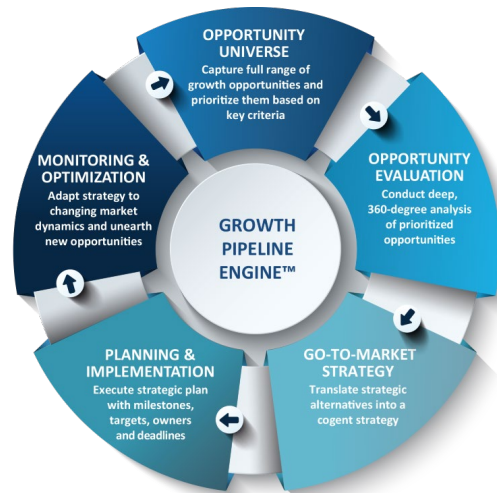 OPPORTUNITY
UNIVERSE
Capture full range of
growth opportunities and
prioritize them based on
key criteria
OPPORTUNITY
EVALUATION
Conduct deep,
360-degree analysis
of prioritized
opportunities
GO-TO-MARKET
STRATEGY
Translate strategic
alternatives into a
cogent strategy
PLANNING &
IMPLEMENTATION
Execute strategic plan
with milestones,
targets, owners
and deadlines
MONITORING &
OPTIMIZATION
Adapt strategy to
changing market
dynamics and unearth
new opportunities
GROWTH
PIPELINE
ENGINE™